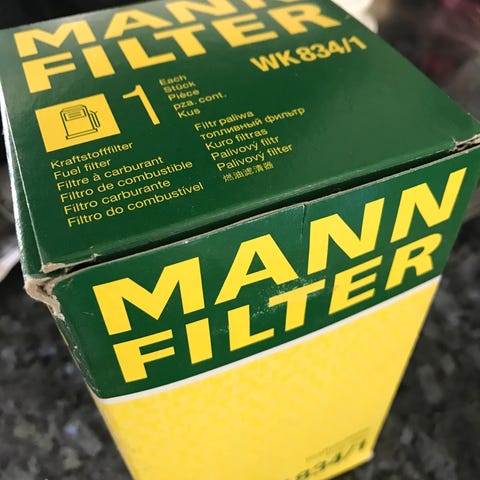 MANN
FILTER
WK 834/1
1
Each
Stück
Pièce
pza. cont.
Kus
Kraftstofffilter
Fuel filter
Filtre à carburant
Filtro de combustible
Filtro carburante
Filtro do combustível
Filtr paliwa
топливный фильтр
Kuro filtras
Palivový filtr
Palivový filter
燃油滤清器
MANN
FILTER
834/1